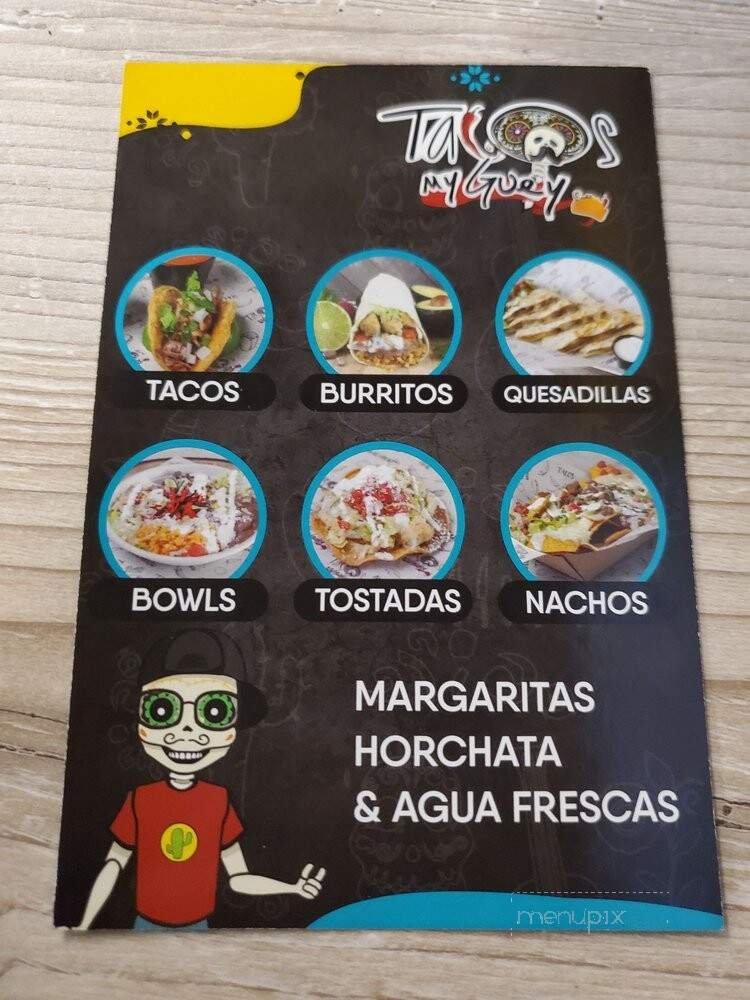 TACOS
MY GUEY
TACOS
BURRITOS
QUESADILLAS
BOWLS
TOSTADAS
NACHOS
MARGARITAS
HORCHATA
& AGUA FRESCAS
menupix